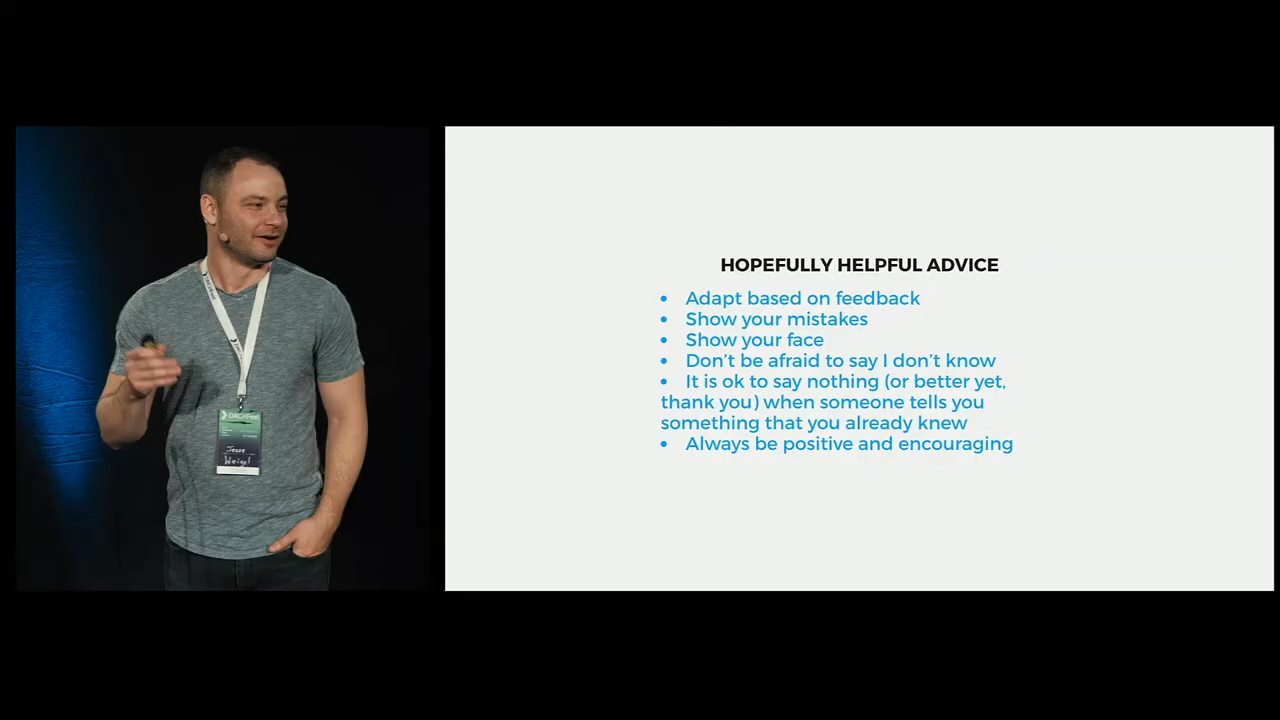 DACHFest
Jesse
Weigel
HOPEFULLY HELPFUL ADVICE
• Adapt based on feedback
• Show your mistakes
• Show your face
• Don't be afraid to say I don't know
• It is ok to say nothing (or better yet,
thank you) when someone tells you
something that you already knew
• Always be positive and encouraging